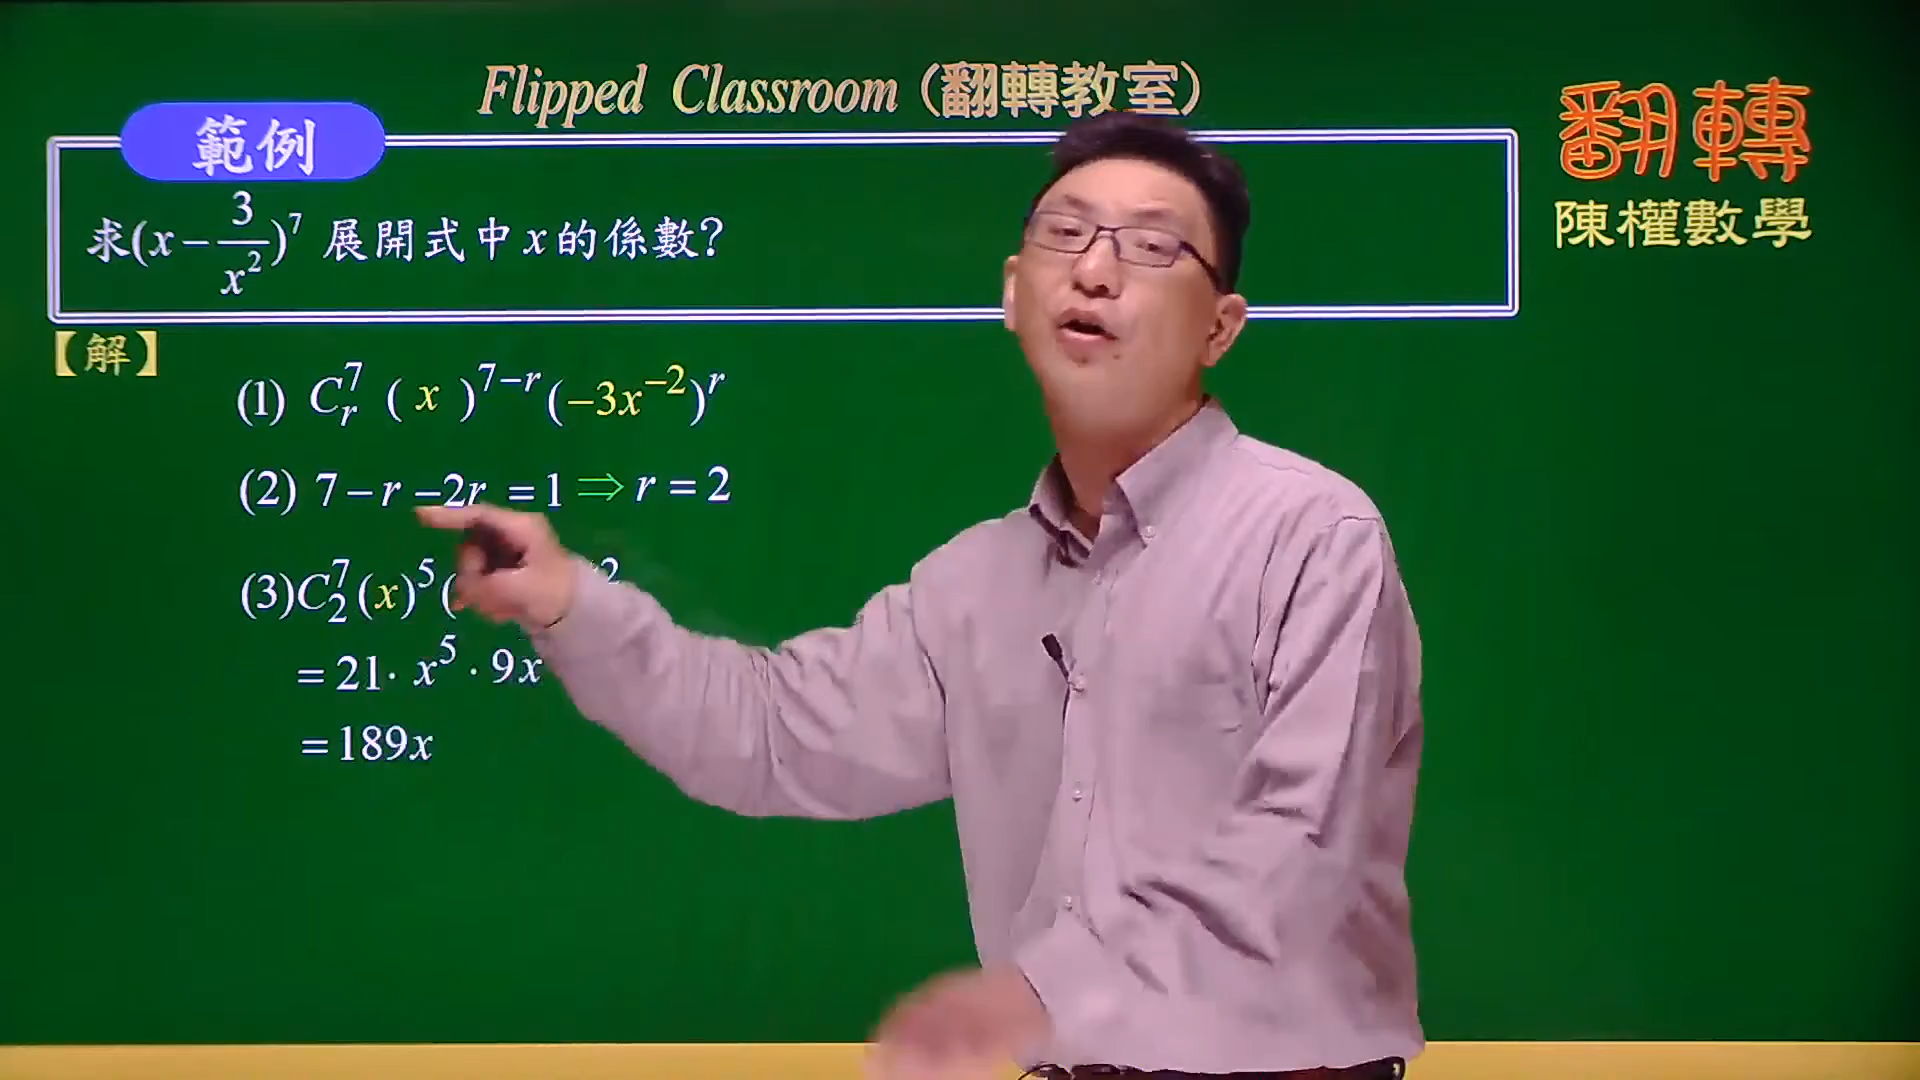 Flipped Classroom (翻轉教室)
翻轉
陳權數學
範例
求(x-3/x²)⁷ 展開式中x的係數?
【解】
(1) C⁷ᵣ (x)⁷⁻ʳ(-3x⁻²)ʳ
(2) 7-r-2r=1⇒r=2
(3)C⁷₂(x)⁵( ²
=21·x⁵·9x
=189x